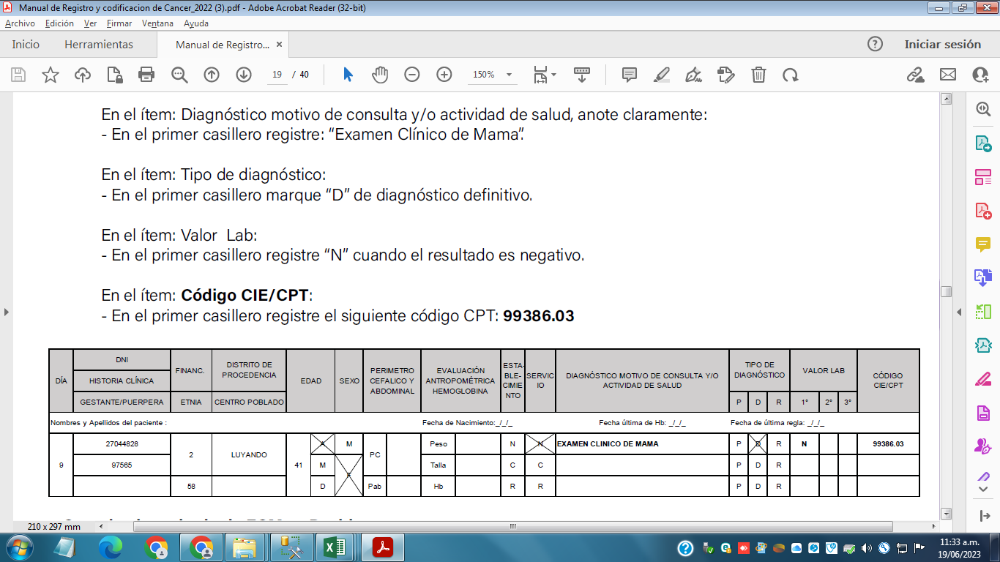 Manual de Registro y codificacion de Cancer_2022 (3).pdf - Adobe Acrobat Reader (32-bit)
Archivo Edición Ver Firmar Ventana Ayuda
Inicio Herramientas Manual de Registro... × Iniciar sesión
19 / 40 150%
En el ítem: Diagnóstico motivo de consulta y/o actividad de salud, anote claramente:
- En el primer casillero registre: “Examen Clínico de Mama”.
En el ítem: Tipo de diagnóstico:
- En el primer casillero marque “D” de diagnóstico definitivo.
En el ítem: Valor Lab:
- En el primer casillero registre “N” cuando el resultado es negativo.
En el ítem: Código CIE/CPT:
- En el primer casillero registre el siguiente código CPT: 99386.03
DÍA
DNI
HISTORIA CLÍNICA
GESTANTE/PUERPERA
FINANC.
ETNIA
DISTRITO DE
PROCEDENCIA
CENTRO POBLADO
EDAD
SEXO
PERIMETRO
CEFALICO Y
ABDOMINAL
EVALUACIÓN
ANTROPOMÉTRICA
HEMOGLOBINA
ESTA-
BLE-
CIMIE
NTO
SERVIC
IO
DIAGNÓSTICO MOTIVO DE CONSULTA Y/O
ACTIVIDAD DE SALUD
TIPO DE
DIAGNÓSTICO
P D R
VALOR LAB
1° 2° 3°
CÓDIGO
CIE/CPT
Nombres y Apellidos del paciente : Fecha de Nacimiento:_/_/_ Fecha última de Hb: _/_/_ Fecha de última regla: _/_/_
9
27044828
97565
2
58
LUYANDO
41
A
M
D
M
F
PC
Pab
Peso N N EXAMEN CLINICO DE MAMA P D R N 99386.03
Talla C C P D R
Hb R R P D R
210 x 297 mm
11:33 a.m.
19/06/2023